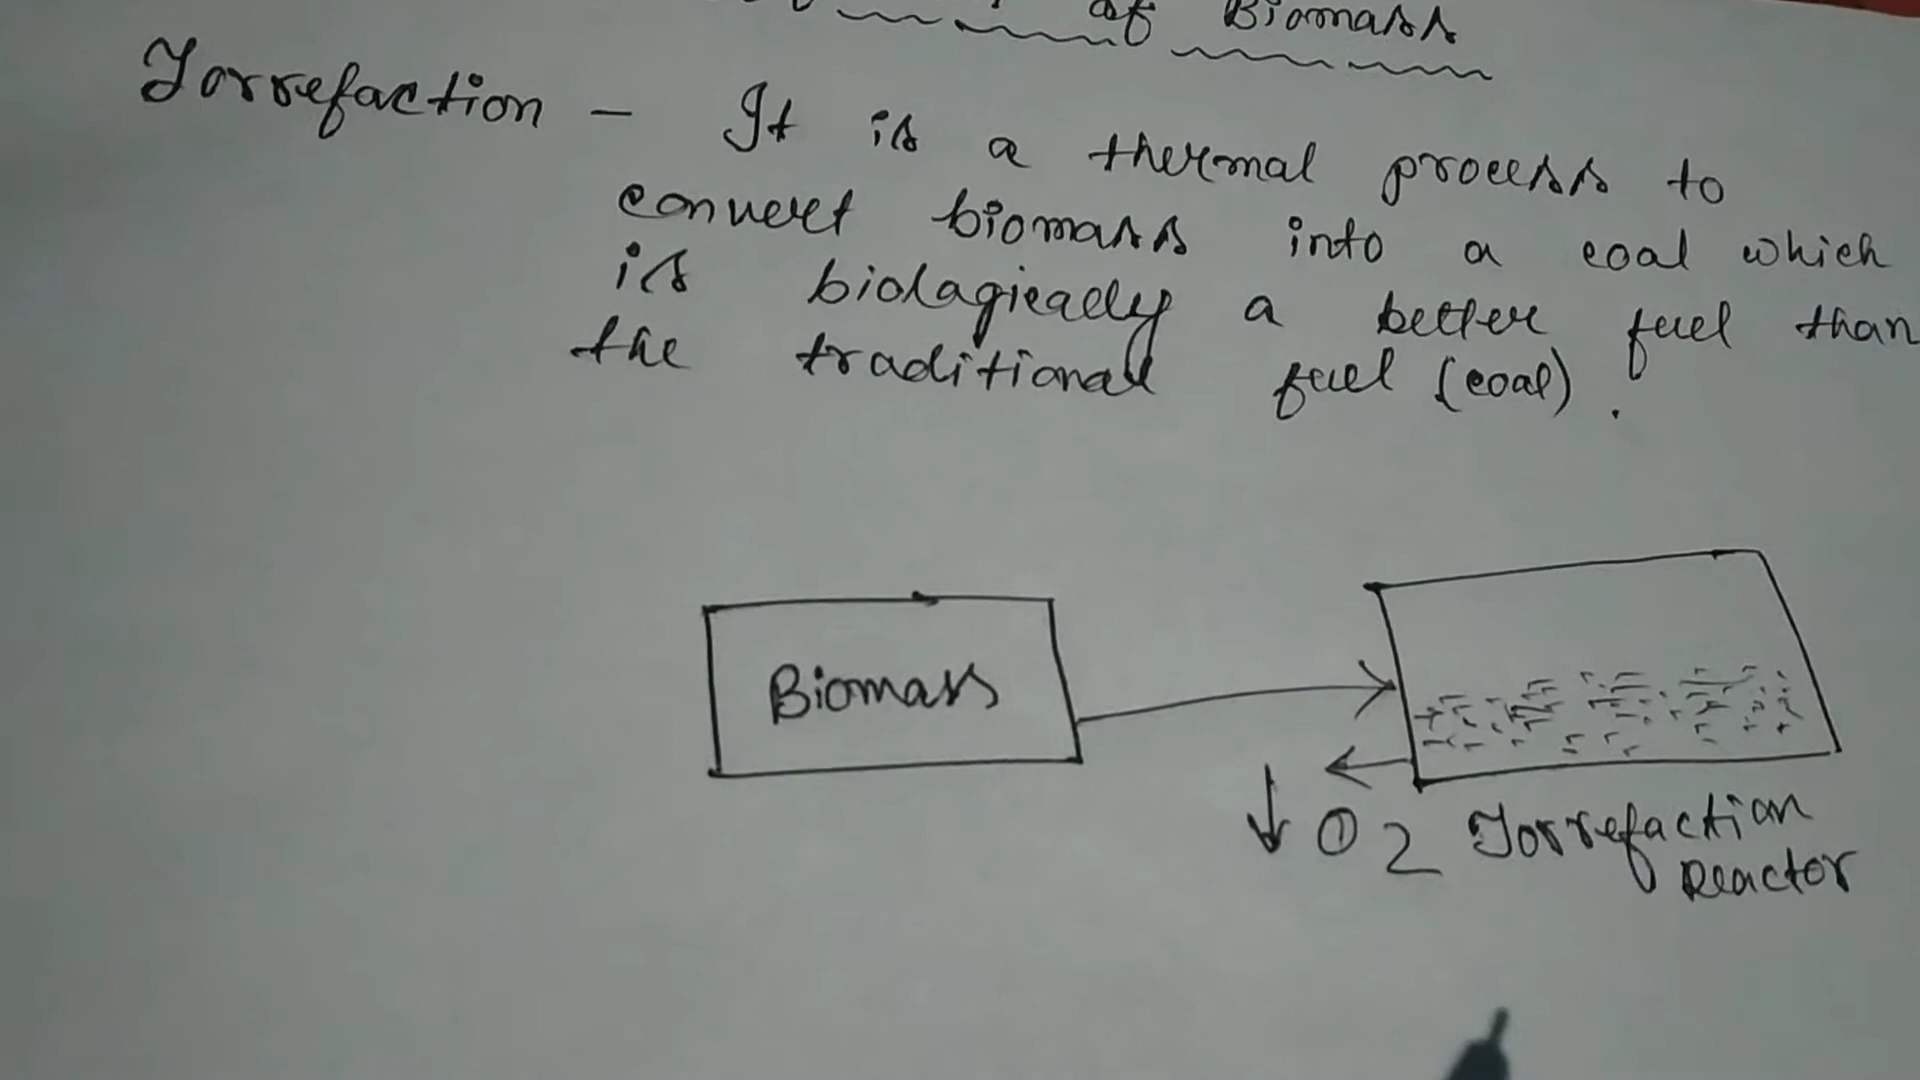 of Biomass
Torrefaction - It is a thermal process to
convert biomass into a coal which
is biologically a better fuel than
the traditional fuel (coal).
Biomass
↓ O2 Torrefaction
Reactor